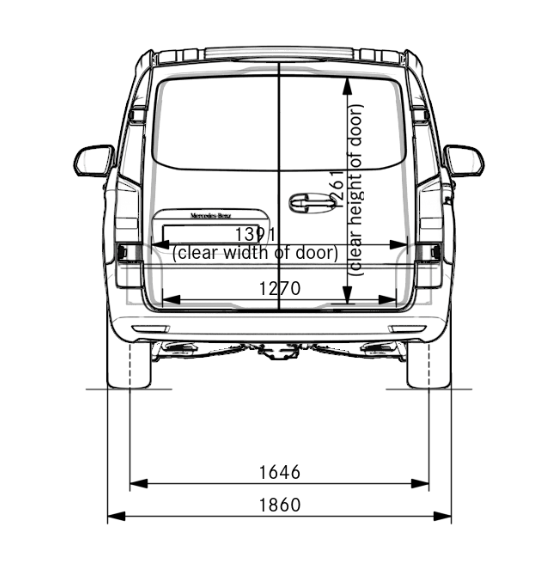 1261
(clear height of door)
Mercedes-Benz
1391
(clear width of door)
1270
1646
1860